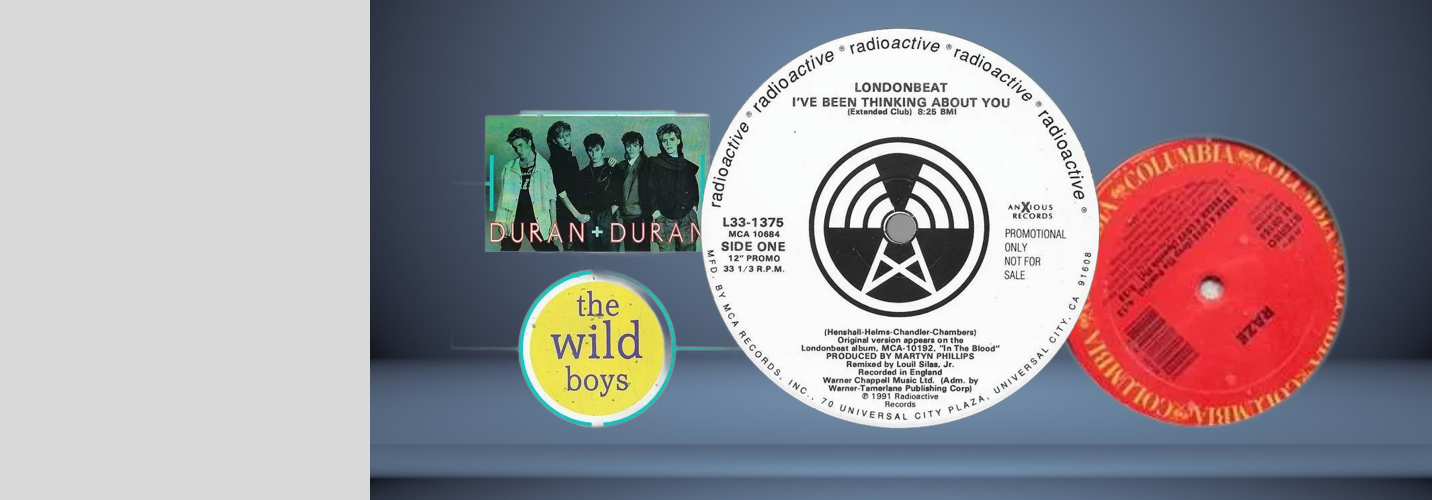 DURAN + DURAN
the
wild
boys
radioactive ® radioactive ® radioactive ® radioactive ® radioactive ®
LONDONBEAT
I'VE BEEN THINKING ABOUT YOU
(Extended Club) 8:25 BMI
L33-1375
MCA 10684
SIDE ONE
12" PROMO
33 1/3 R.P.M.
ANXIOUS
RECORDS
PROMOTIONAL
ONLY
NOT FOR
SALE
(Henshall-Helms-Chandler-Chambers)
Original version appears on the
Londonbeat album, MCA-10192, "In The Blood"
PRODUCED BY MARTYN PHILLIPS
Remixed by Louil Silas, Jr.
Recorded in England
Warner Chappell Music Ltd. (Adm. by
Warner-Tamerlane Publishing Corp)
℗ 1991 Radioactive
Records
MFD. BY MCA RECORDS, INC., 70 UNIVERSAL CITY PLAZA, UNIVERSAL CITY, CA 91608
COLUMBIA COLUMBIA
COLUMBIA COLUMBIA
RAZE